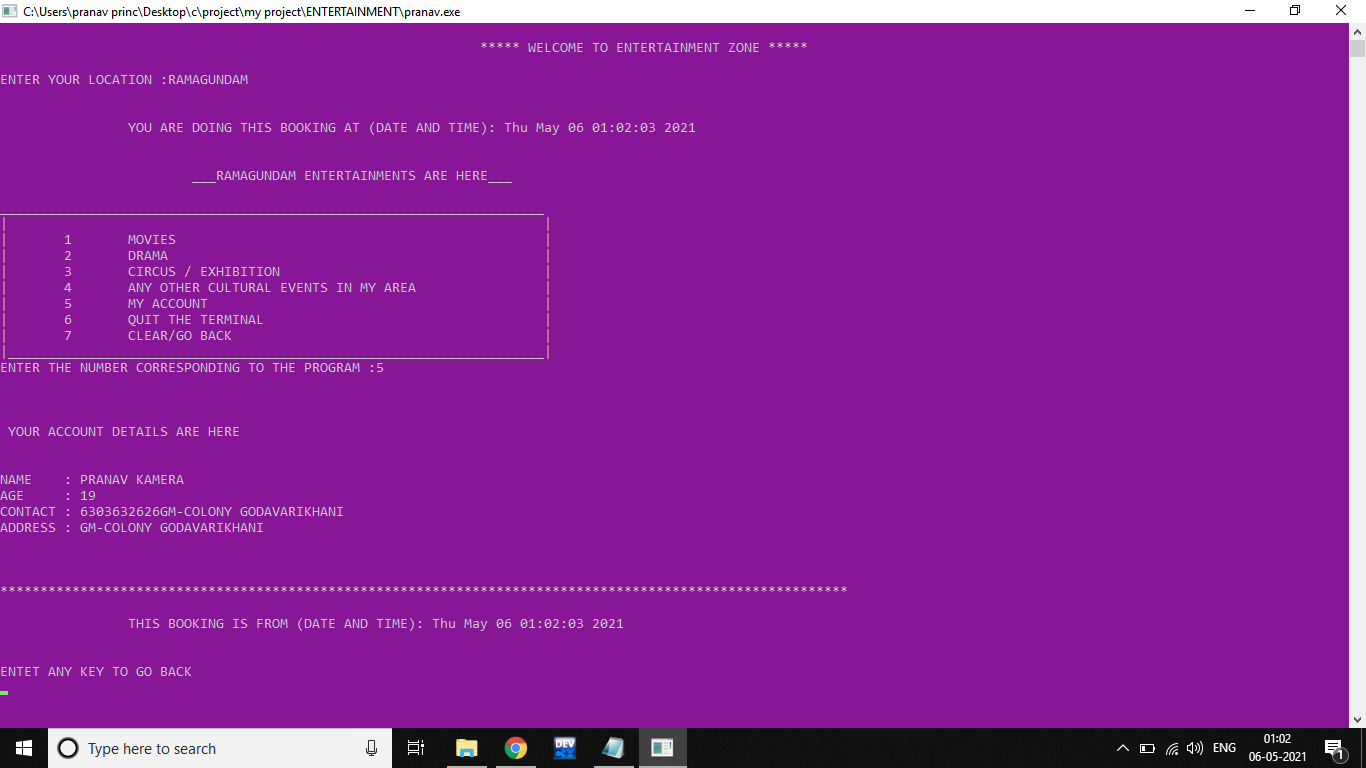 C:\Users\pranav princ\Desktop\c\project\my project\ENTERTAINMENT\pranav.exe
***** WELCOME TO ENTERTAINMENT ZONE *****
ENTER YOUR LOCATION :RAMAGUNDAM
YOU ARE DOING THIS BOOKING AT (DATE AND TIME): Thu May 06 01:02:03 2021
___RAMAGUNDAM ENTERTAINMENTS ARE HERE___
1 MOVIES
2 DRAMA
3 CIRCUS / EXHIBITION
4 ANY OTHER CULTURAL EVENTS IN MY AREA
5 MY ACCOUNT
6 QUIT THE TERMINAL
7 CLEAR/GO BACK
ENTER THE NUMBER CORRESPONDING TO THE PROGRAM :5
YOUR ACCOUNT DETAILS ARE HERE
NAME : PRANAV KAMERA
AGE : 19
CONTACT : 6303632626GM-COLONY GODAVARIKHANI
ADDRESS : GM-COLONY GODAVARIKHANI
**********************************************************************************************************
THIS BOOKING IS FROM (DATE AND TIME): Thu May 06 01:02:03 2021
ENTET ANY KEY TO GO BACK
Type here to search
DEV
ENG
01:02
06-05-2021
1